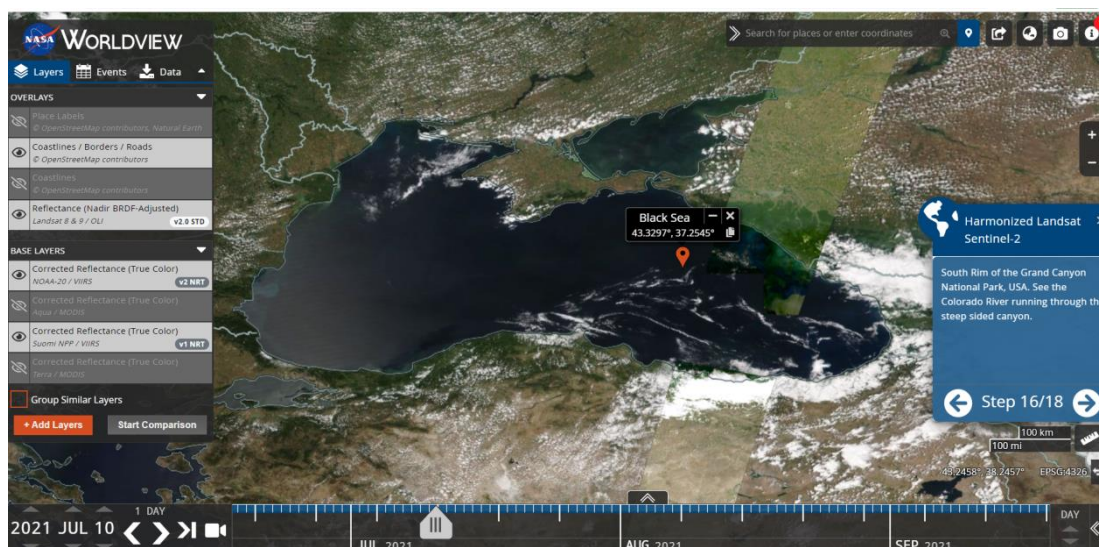 NASA WORLDVIEW
Search for places or enter coordinates
Layers Events Data
OVERLAYS
Place Labels
© OpenStreetMap contributors, Natural Earth
Coastlines / Borders / Roads
© OpenStreetMap contributors
Coastlines
© OpenStreetMap contributors
Reflectance (Nadir BRDF-Adjusted)
Landsat 8 & 9 / OLI v2.0 STD
BASE LAYERS
Corrected Reflectance (True Color)
NOAA-20 / VIIRS v2 NRT
Corrected Reflectance (True Color)
Aqua / MODIS
Corrected Reflectance (True Color)
Suomi NPP / VIIRS v1 NRT
Corrected Reflectance (True Color)
Terra / MODIS
Group Similar Layers
+ Add Layers Start Comparison
Black Sea
43.3297°, 37.2545°
Harmonized Landsat
Sentinel-2
South Rim of the Grand Canyon
National Park, USA. See the
Colorado River running through th
steep sided canyon.
Step 16/18
100 km
100 mi
43.2458°, 38.2457° EPSG:4326
1 DAY
2021 JUL 10
JUL 2021
AUG 2021
SEP 2021
DAY